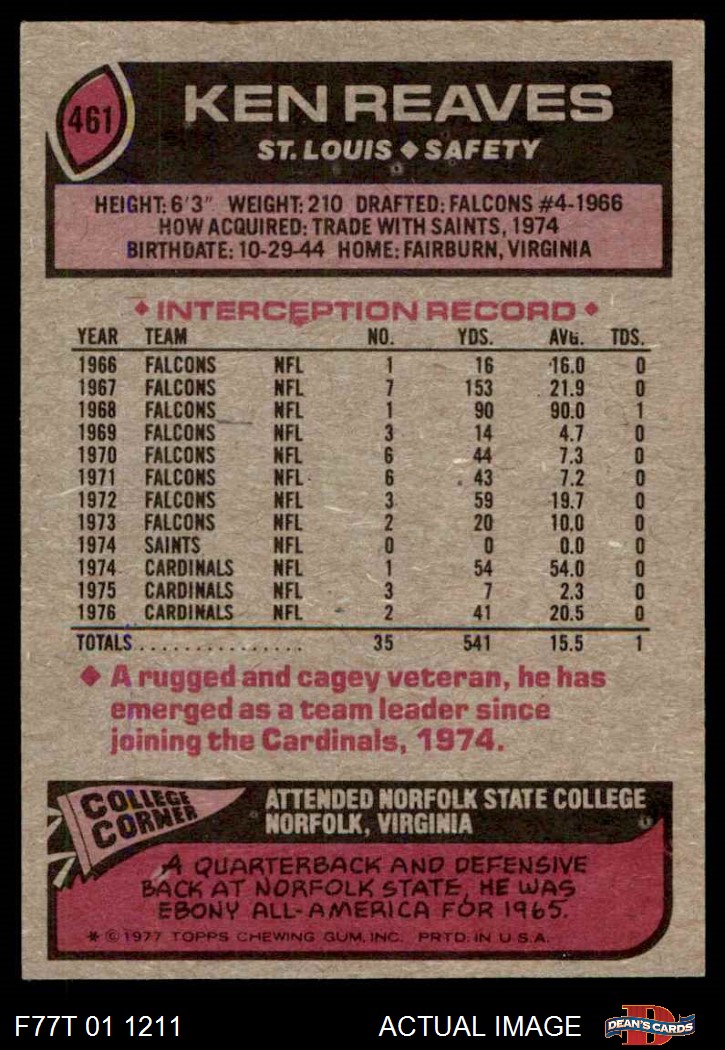 461
KEN REAVES
ST. LOUIS ◆ SAFETY
HEIGHT: 6'3" WEIGHT: 210 DRAFTED: FALCONS #4-1966
HOW ACQUIRED: TRADE WITH SAINTS, 1974
BIRTHDATE: 10-29-44 HOME: FAIRBURN, VIRGINIA
◆ INTERCEPTION RECORD ◆
YEAR TEAM NO. YDS. AVG. TDS.
1966 FALCONS NFL 1 16 16.0 0
1967 FALCONS NFL 7 153 21.9 0
1968 FALCONS NFL 1 90 90.0 1
1969 FALCONS NFL 3 14 4.7 0
1970 FALCONS NFL 6 44 7.3 0
1971 FALCONS NFL 6 43 7.2 0
1972 FALCONS NFL 3 59 19.7 0
1973 FALCONS NFL 2 20 10.0 0
1974 SAINTS NFL 0 0 0.0 0
1974 CARDINALS NFL 1 54 54.0 0
1975 CARDINALS NFL 3 7 2.3 0
1976 CARDINALS NFL 2 41 20.5 0
TOTALS................ 35 541 15.5 1
◆ A rugged and cagey veteran, he has
emerged as a team leader since
joining the Cardinals, 1974.
COLLEGE
CORNER
ATTENDED NORFOLK STATE COLLEGE
NORFOLK, VIRGINIA
A QUARTERBACK AND DEFENSIVE
BACK AT NORFOLK STATE, HE WAS
EBONY ALL-AMERICA FOR 1965.
* © 1977 TOPPS CHEWING GUM, INC. PRTD. IN U.S.A.
F77T 01 1211
ACTUAL IMAGE
D
DEAN'S CARDS